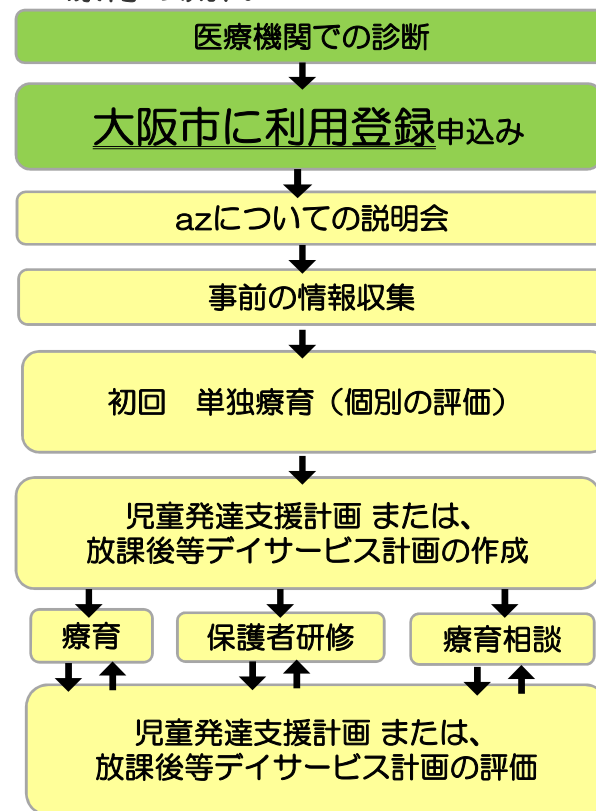 医療機関での診断
大阪市に利用登録申込み
azについての説明会
事前の情報収集
初回　単独療育（個別の評価）
児童発達支援計画 または、
放課後等デイサービス計画の作成
療育
保護者研修
療育相談
児童発達支援計画 または、
放課後等デイサービス計画の評価